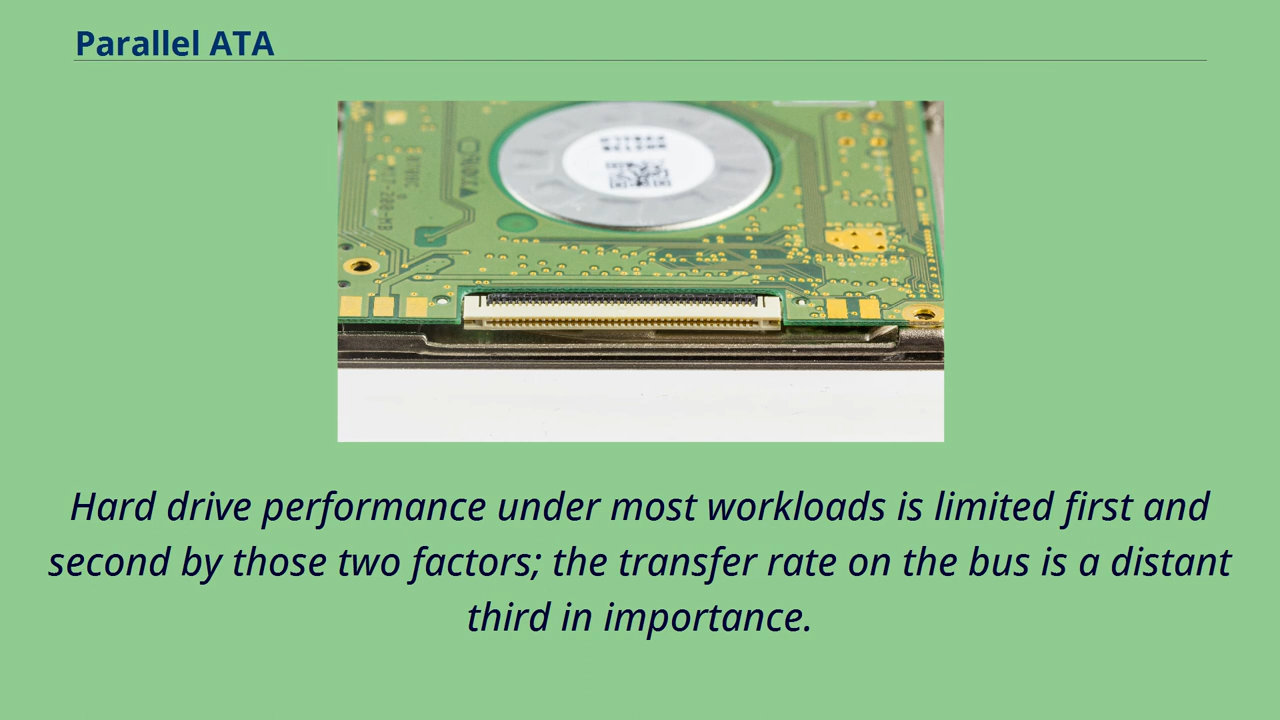 Parallel ATA
Hard drive performance under most workloads is limited first and
second by those two factors; the transfer rate on the bus is a distant
third in importance.